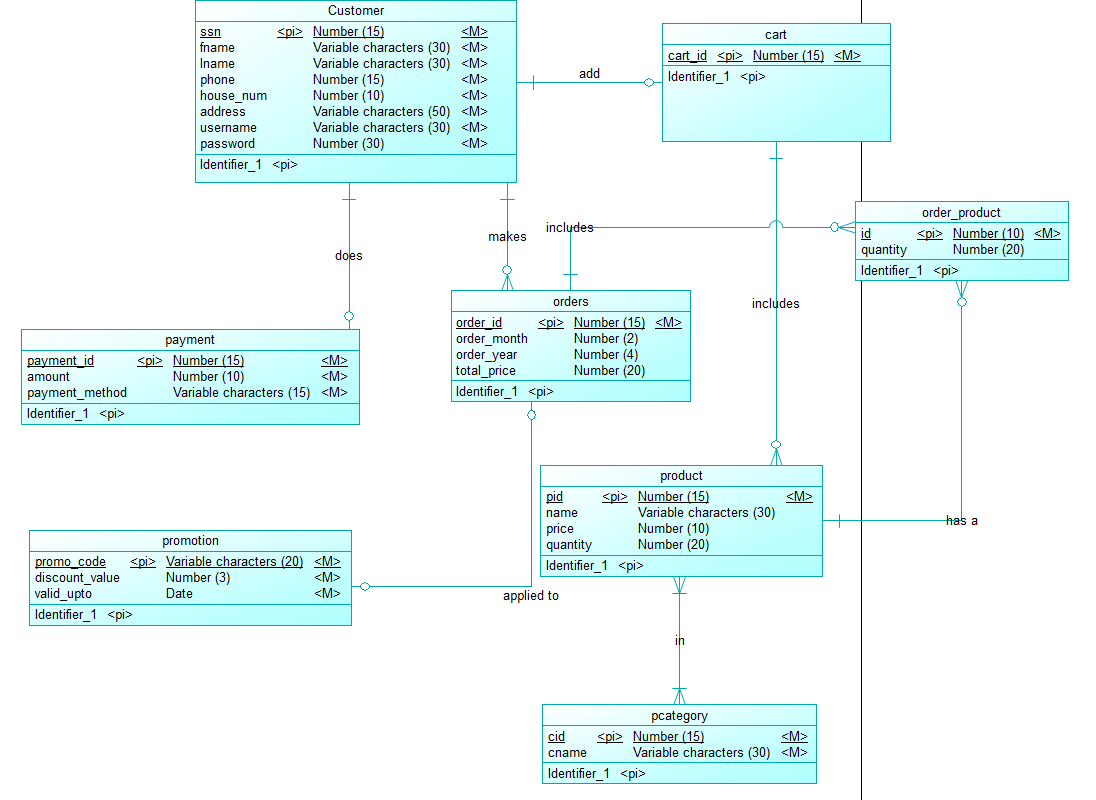 Customer
ssn <pi> Number (15) <M>
fname Variable characters (30) <M>
lname Variable characters (30) <M>
phone Number (15) <M>
house_num Number (10) <M>
address Variable characters (50) <M>
username Variable characters (30) <M>
password Number (30) <M>
Identifier_1 <pi>
add
cart
cart_id <pi> Number (15) <M>
Identifier_1 <pi>
does
makes
includes
includes
order_product
id <pi> Number (10) <M>
quantity Number (20)
Identifier_1 <pi>
orders
order_id <pi> Number (15) <M>
order_month Number (2)
order_year Number (4)
total_price Number (20)
Identifier_1 <pi>
payment
payment_id <pi> Number (15) <M>
amount Number (10) <M>
payment_method Variable characters (15) <M>
Identifier_1 <pi>
product
pid <pi> Number (15) <M>
name Variable characters (30)
price Number (10)
quantity Number (20)
Identifier_1 <pi>
has a
promotion
promo_code <pi> Variable characters (20) <M>
discount_value Number (3) <M>
valid_upto Date <M>
Identifier_1 <pi>
applied to
in
pcategory
cid <pi> Number (15) <M>
cname Variable characters (30) <M>
Identifier_1 <pi>